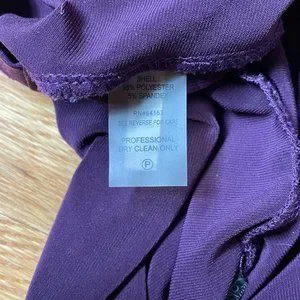 SHELL
95% POLYESTER
5% SPANDEX
SEE REVERSE FOR CARE
PROFESSIONAL
DRY CLEAN ONLY
P